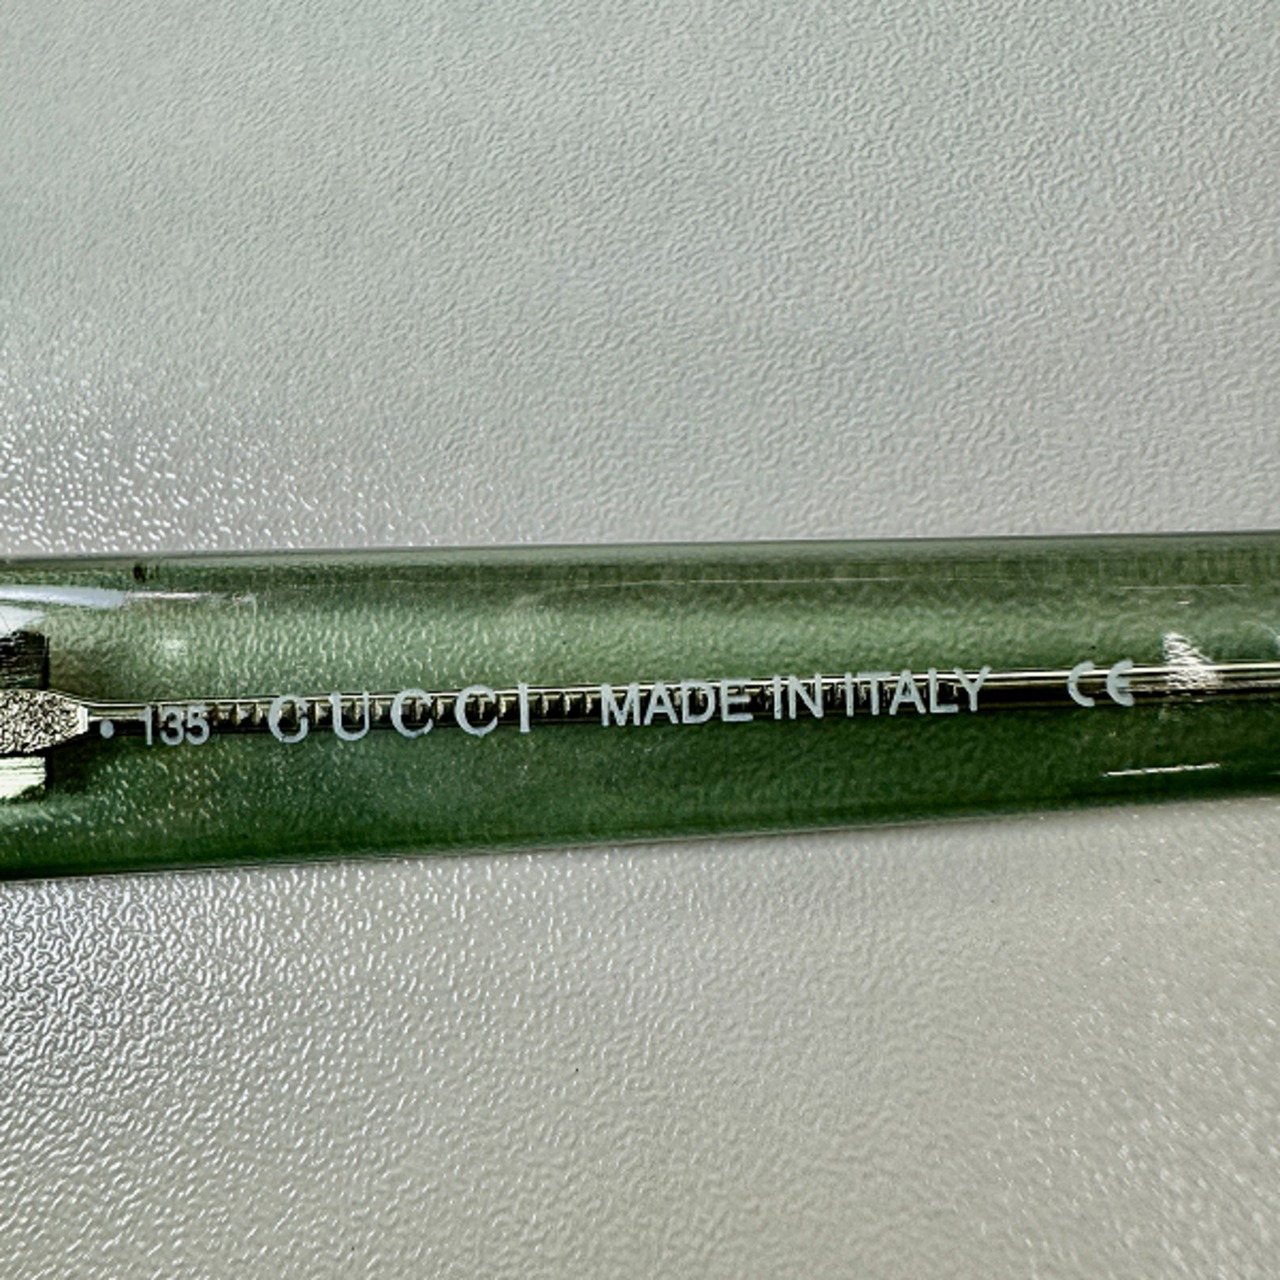 • 135 GUCCI MADE IN ITALY CE